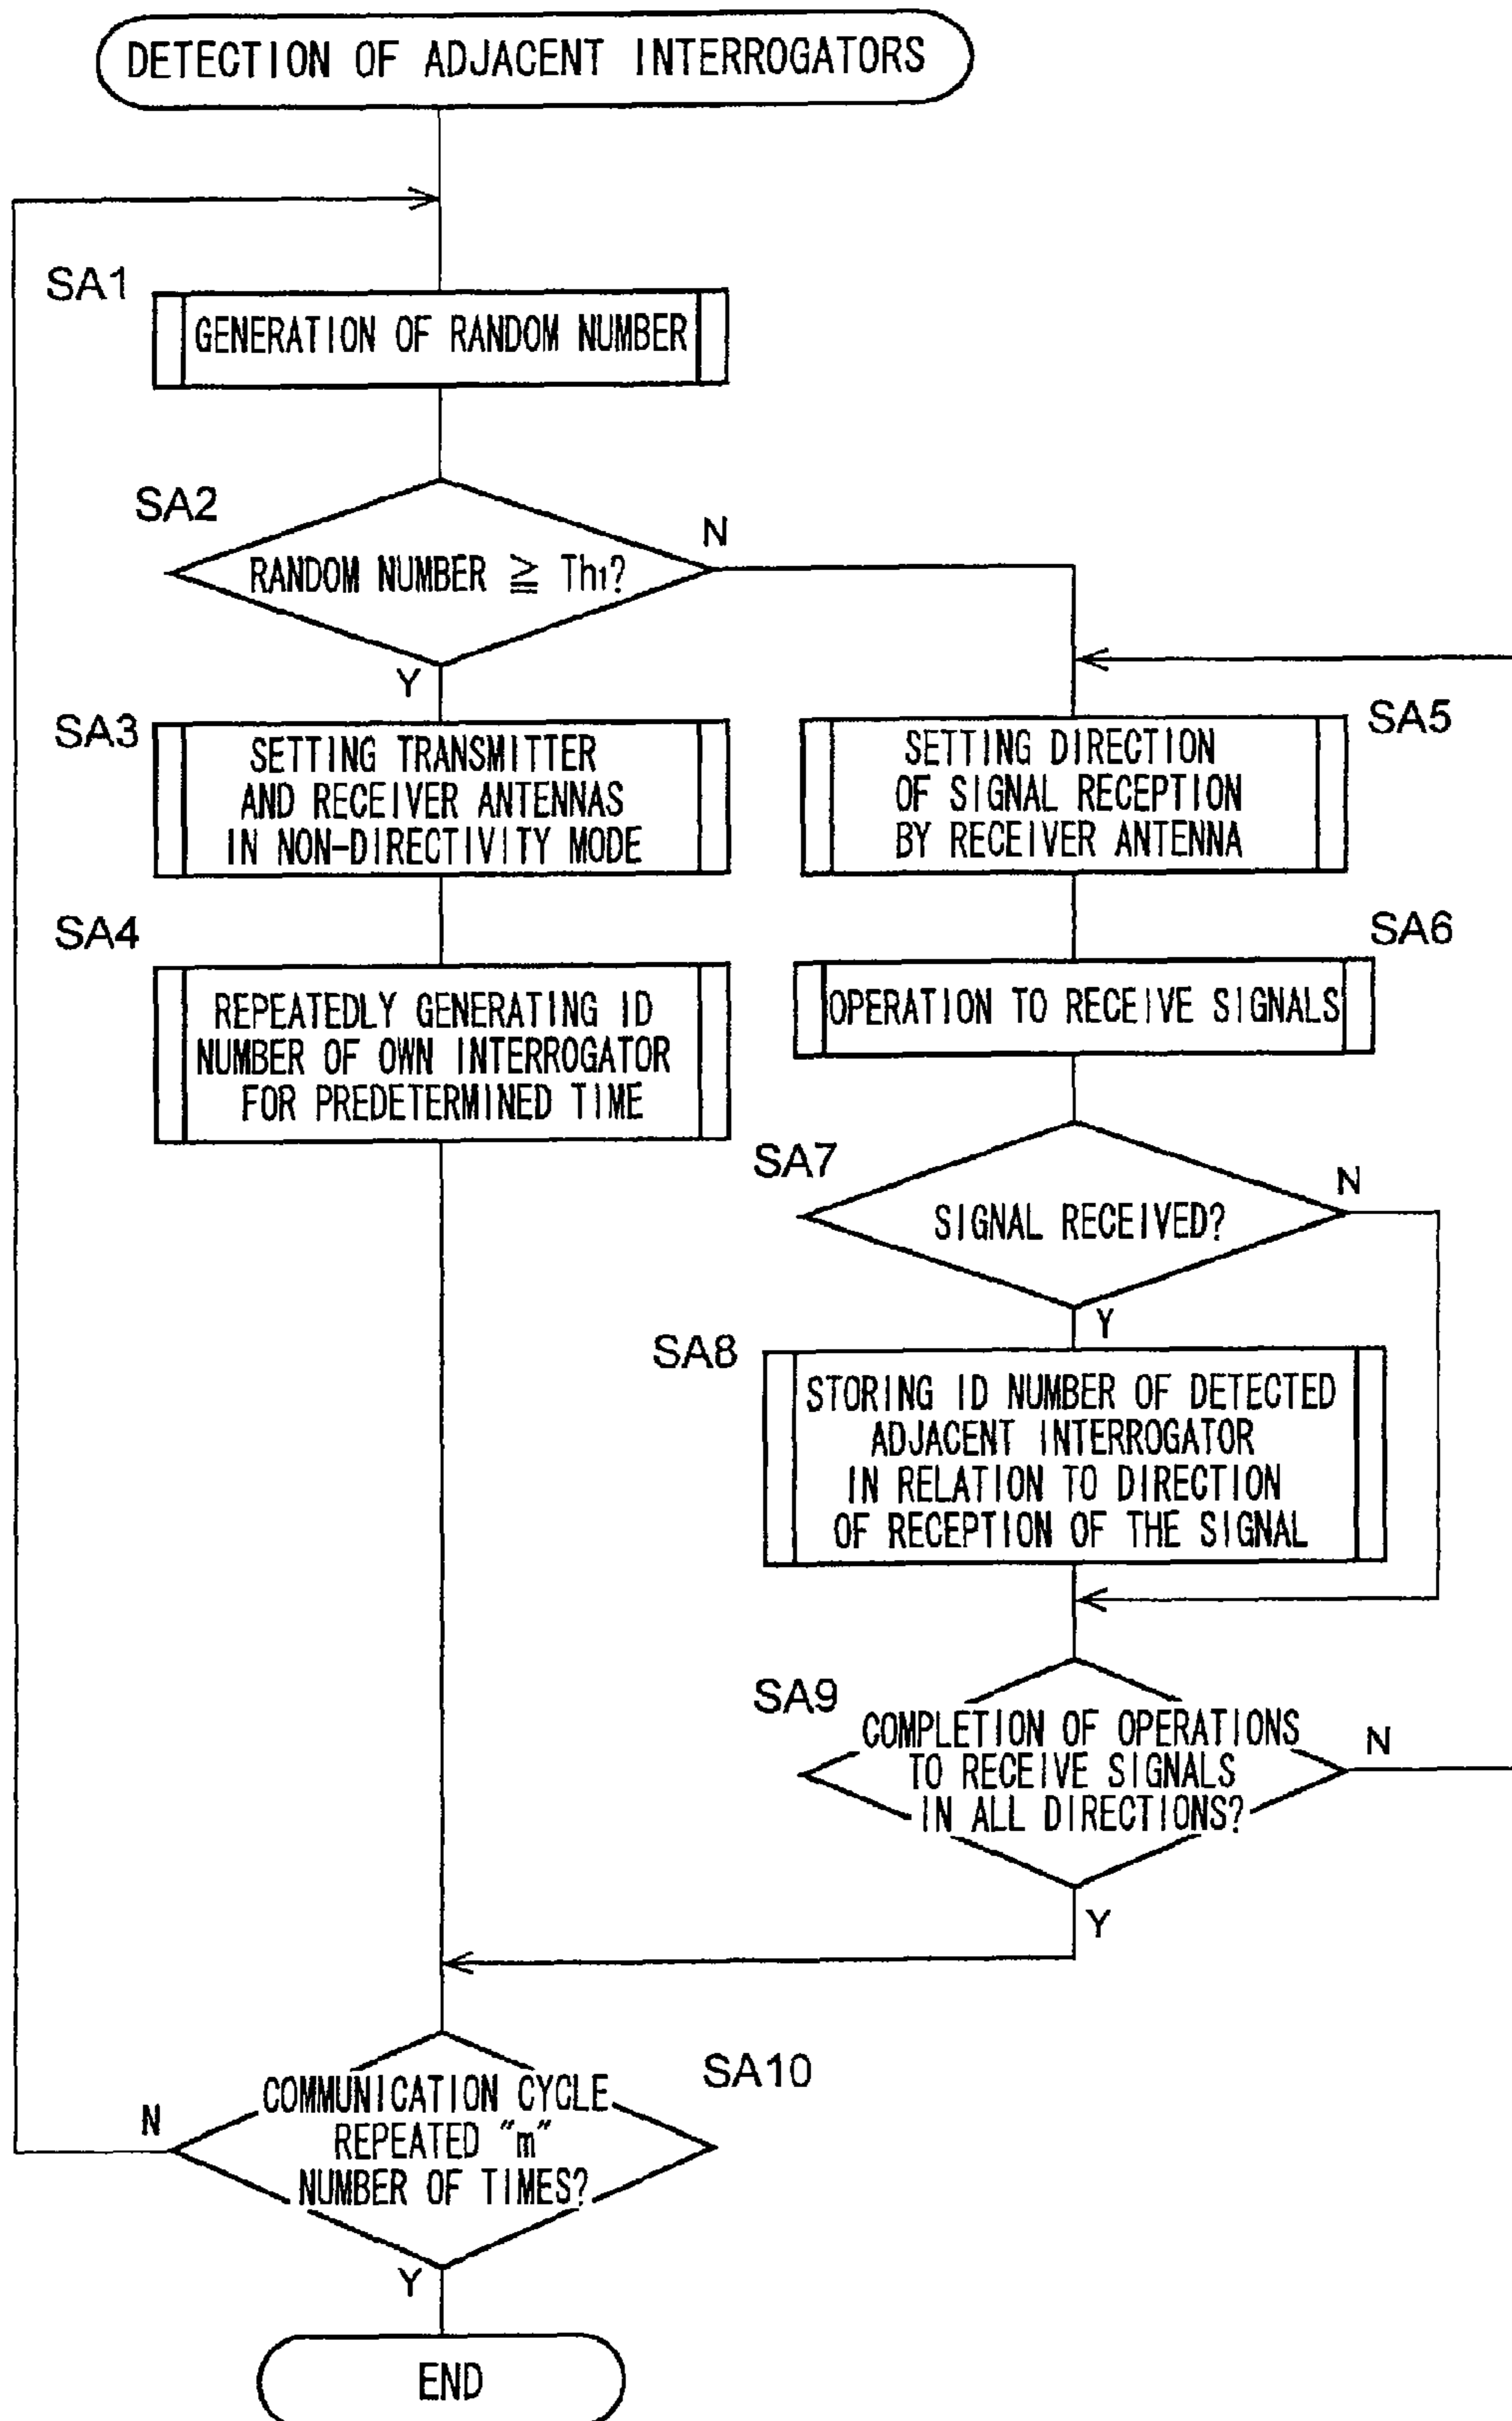 DETECTION OF ADJACENT INTERROGATORS
SA1
GENERATION OF RANDOM NUMBER
SA2
RANDOM NUMBER ≧ Th1?
N
Y
SA3
SETTING TRANSMITTER
AND RECEIVER ANTENNAS
IN NON-DIRECTIVITY MODE
SA4
REPEATEDLY GENERATING ID
NUMBER OF OWN INTERROGATOR
FOR PREDETERMINED TIME
SA5
SETTING DIRECTION
OF SIGNAL RECEPTION
BY RECEIVER ANTENNA
SA6
OPERATION TO RECEIVE SIGNALS
SA7
SIGNAL RECEIVED?
N
Y
SA8
STORING ID NUMBER OF DETECTED
ADJACENT INTERROGATOR
IN RELATION TO DIRECTION
OF RECEPTION OF THE SIGNAL
SA9
COMPLETION OF OPERATIONS
TO RECEIVE SIGNALS
IN ALL DIRECTIONS?
N
Y
SA10
COMMUNICATION CYCLE
REPEATED "m"
NUMBER OF TIMES?
N
Y
END